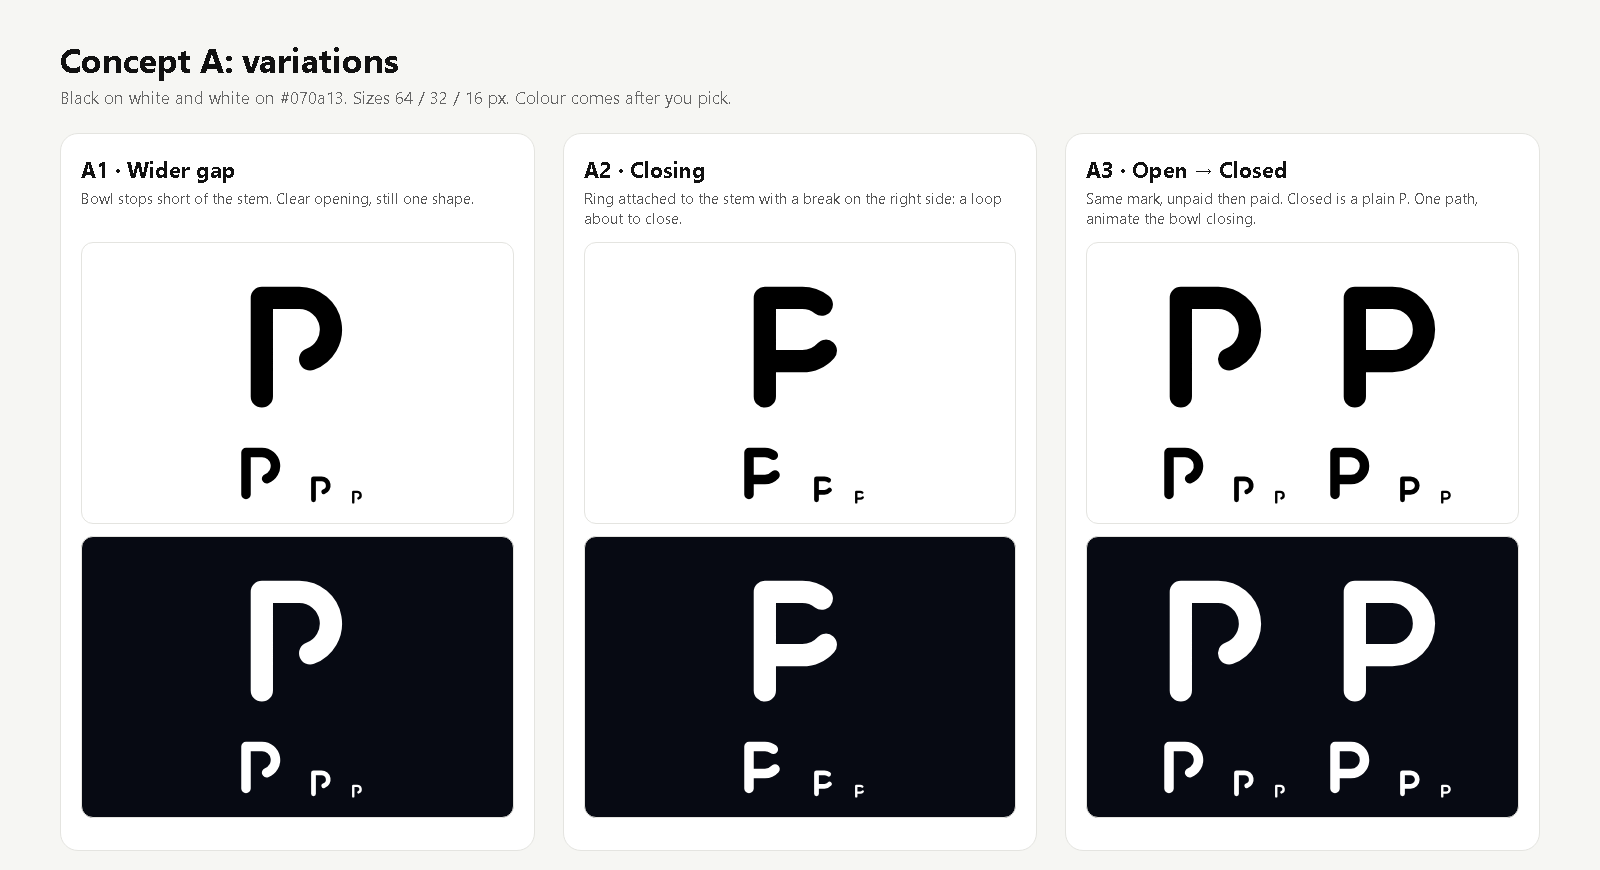 Concept A: variations
Black on white and white on #070a13. Sizes 64 / 32 / 16 px. Colour comes after you pick.
A1 · Wider gap
Bowl stops short of the stem. Clear opening, still one shape.
A2 · Closing
Ring attached to the stem with a break on the right side: a loop
about to close.
A3 · Open → Closed
Same mark, unpaid then paid. Closed is a plain P. One path,
animate the bowl closing.
P
P P P
P
P P P
F
F F F
F
F F F
P P
P P P P P P
P P
P P P P P P